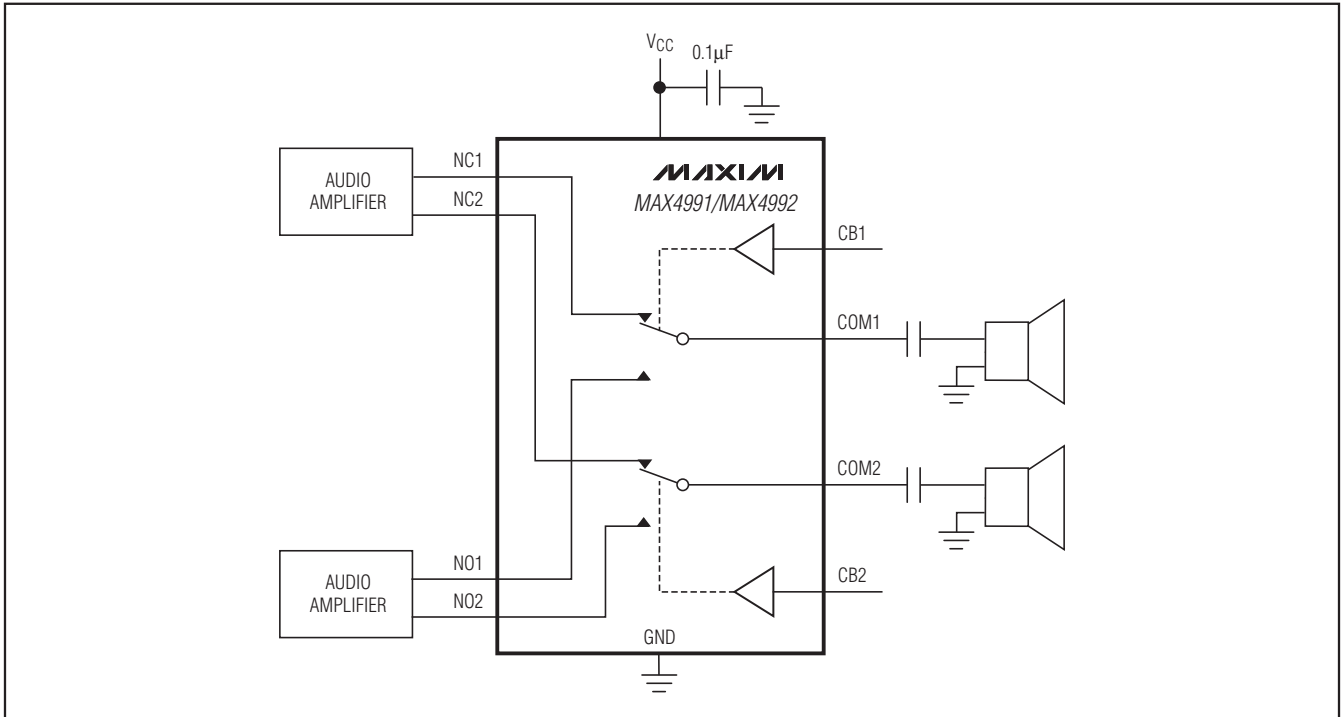 VCC
0.1µF
AUDIO
AMPLIFIER
NC1
NC2
MAXIM
MAX4991/MAX4992
CB1
COM1
COM2
AUDIO
AMPLIFIER
NO1
NO2
CB2
GND